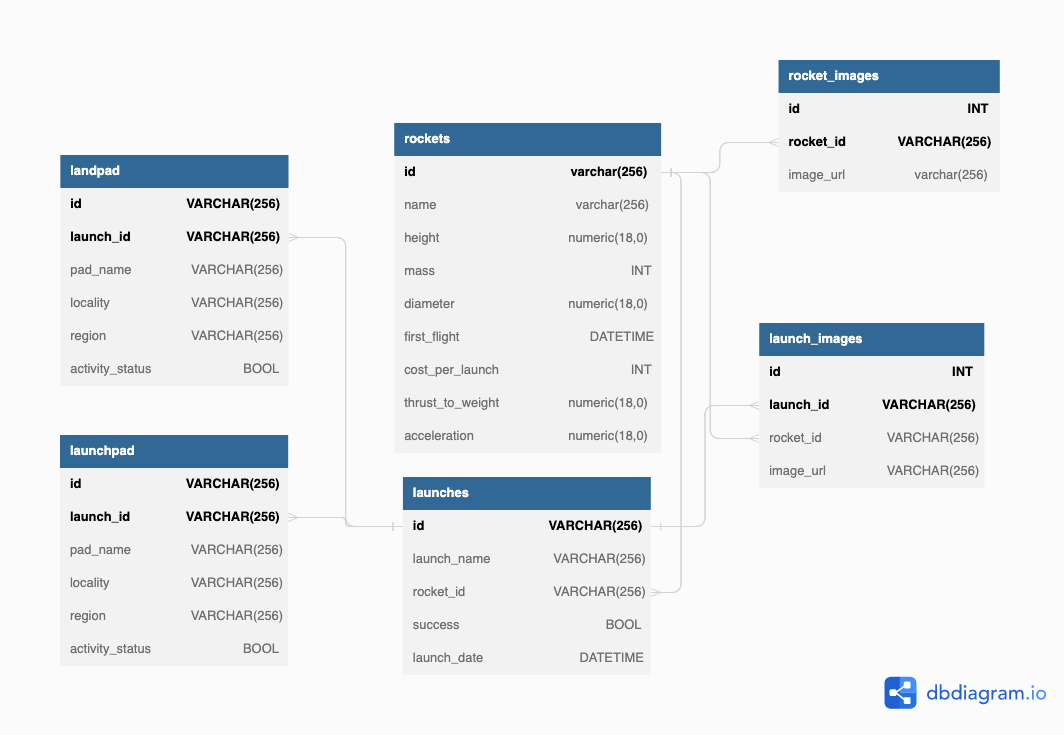 landpad
id VARCHAR(256)
launch_id VARCHAR(256)
pad_name VARCHAR(256)
locality VARCHAR(256)
region VARCHAR(256)
activity_status BOOL
launchpad
id VARCHAR(256)
launch_id VARCHAR(256)
pad_name VARCHAR(256)
locality VARCHAR(256)
region VARCHAR(256)
activity_status BOOL
rockets
id varchar(256)
name varchar(256)
height numeric(18,0)
mass INT
diameter numeric(18,0)
first_flight DATETIME
cost_per_launch INT
thrust_to_weight numeric(18,0)
acceleration numeric(18,0)
launches
id VARCHAR(256)
launch_name VARCHAR(256)
rocket_id VARCHAR(256)
success BOOL
launch_date DATETIME
rocket_images
id INT
rocket_id VARCHAR(256)
image_url varchar(256)
launch_images
id INT
launch_id VARCHAR(256)
rocket_id VARCHAR(256)
image_url VARCHAR(256)
dbdiagram.io